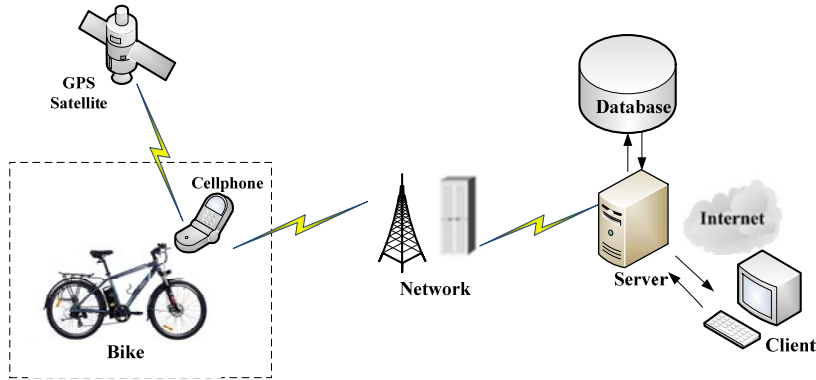 GPS
Satellite
Cellphone
Bike
Network
Database
Server
Internet
Client